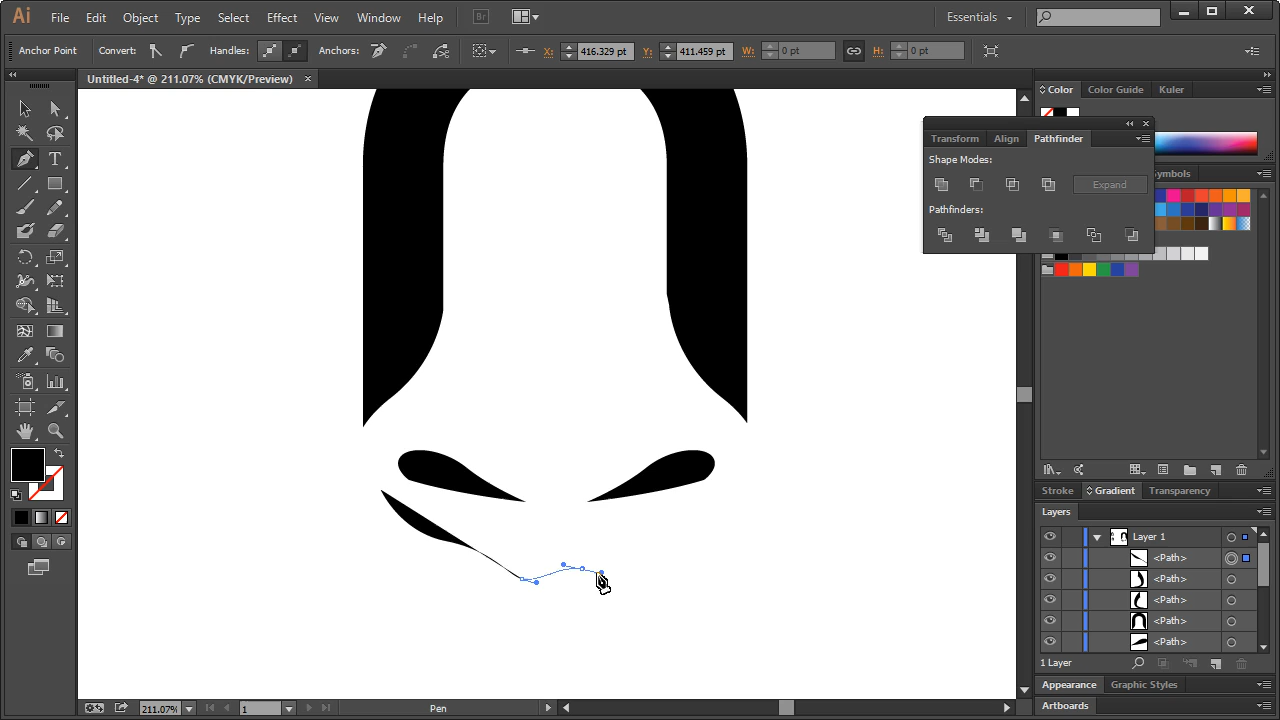 Ai File Edit Object Type Select Effect View Window Help Br Essentials
Anchor Point Convert: Handles: Anchors: X: 416.329 pt Y: 411.459 pt W: 0 pt H: 0 pt
Untitled-4* @ 211.07% (CMYK/Preview)
Color Color Guide Kuler
Transform Align Pathfinder
Shape Modes:
Expand
Pathfinders:
Symbols
Stroke Gradient Transparency
Layers
Layer 1
<Path>
<Path>
<Path>
<Path>
<Path>
1 Layer
Appearance Graphic Styles
Artboards
211.07% 1 Pen